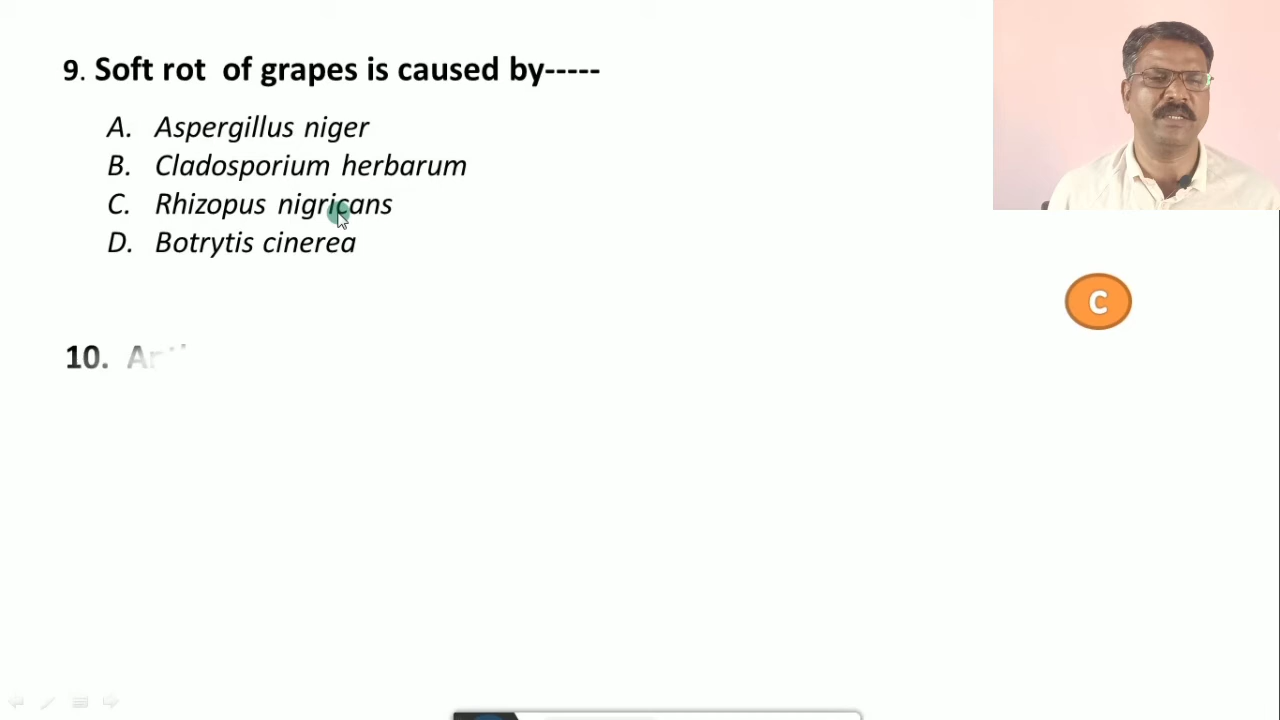 9. Soft rot of grapes is caused by-----
A. Aspergillus niger
B. Cladosporium herbarum
C. Rhizopus nigricans
D. Botrytis cinerea
C
10.